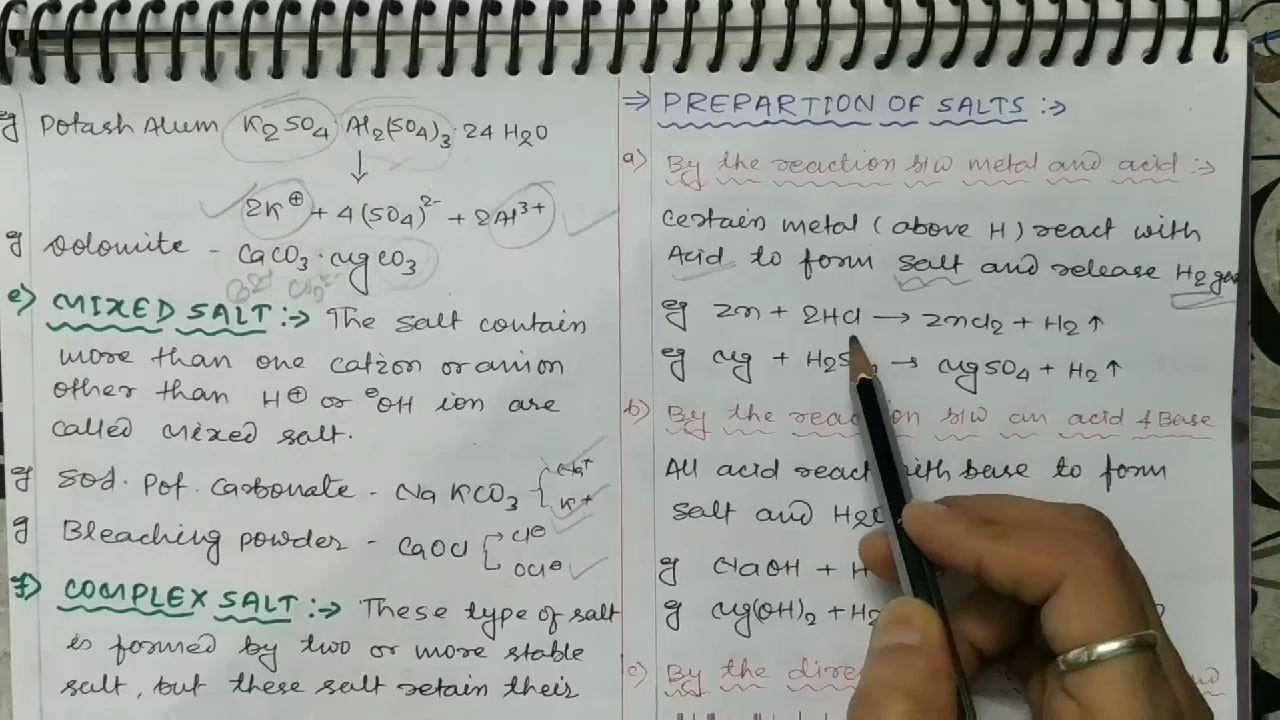 eg Potash Alum K2SO4 Al2(SO4)3·24H2O
↓
2K⊕ + 4(SO4)2- + 2Al3+
eg Dolomite - CaCO3·MgCO3
e) MIXED SALT :→ The salt contain
more than one cation or anion
other than H⊕ or ⊖OH ion are
called mixed salt.
eg Sod. Pot. Carbonate - NaKCO3 Na+
K+
eg Bleaching powder - CaOCl Cl⊖
OCl⊖
f) COMPLEX SALT :→ These type of salt
is formed by two or more stable
salt, but these salt retain their
⇒ PREPARTION OF SALTS :→
a) By the reaction b/w metal and acid :→
Certain metal (above H) react with
Acid to form salt and release H2 gas
eg Zn + 2HCl → ZnCl2 + H2↑
eg Mg + H2S → MgSO4 + H2↑
b) By the reaction b/w an acid & Base
All acid react with base to form
salt and H2O
eg NaOH + H
eg Mg(OH)2 + H2
c) By the dire